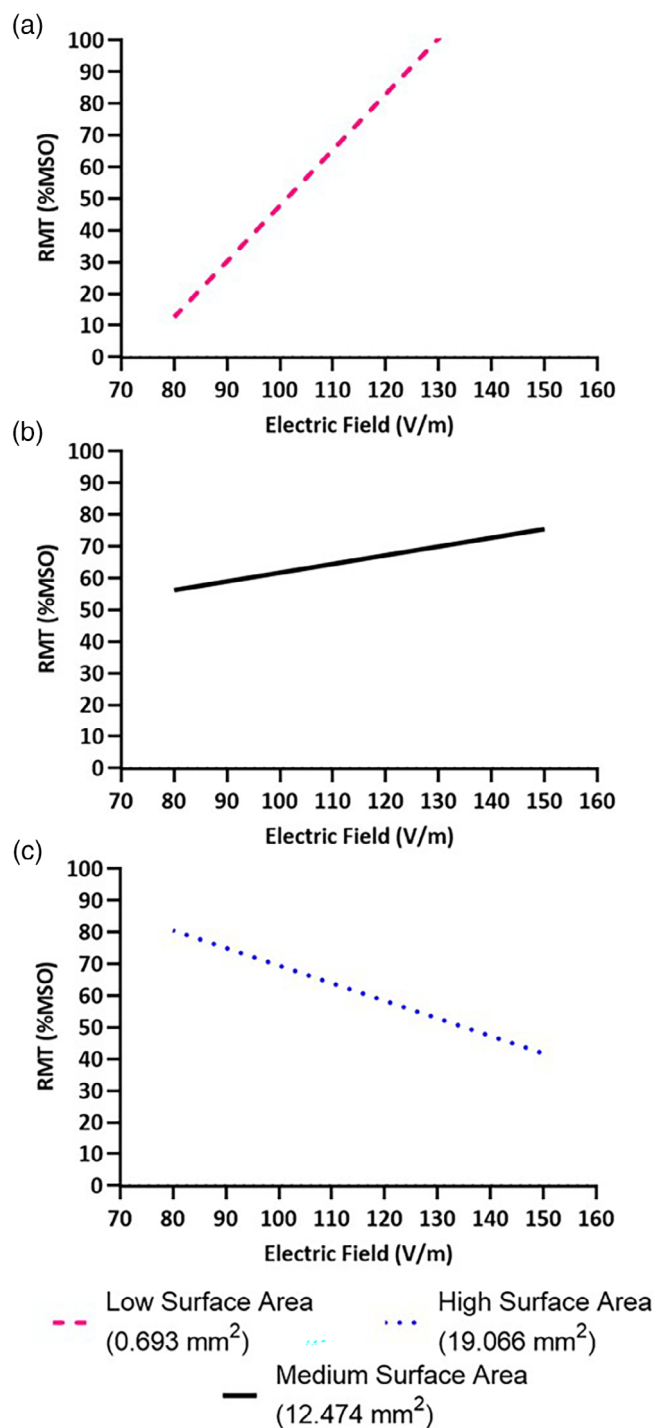 (a)
100
90
80
70
60
50
40
30
20
10
0
RMT (%MSO)
70 80 90 100 110 120 130 140 150 160
Electric Field (V/m)
(b)
100
90
80
70
60
50
40
30
20
10
0
RMT (%MSO)
70 80 90 100 110 120 130 140 150 160
Electric Field (V/m)
(c)
100
90
80
70
60
50
40
30
20
10
0
RMT (%MSO)
70 80 90 100 110 120 130 140 150 160
Electric Field (V/m)
Low Surface Area
(0.693 mm²)
High Surface Area
(19.066 mm²)
Medium Surface Area
(12.474 mm²)